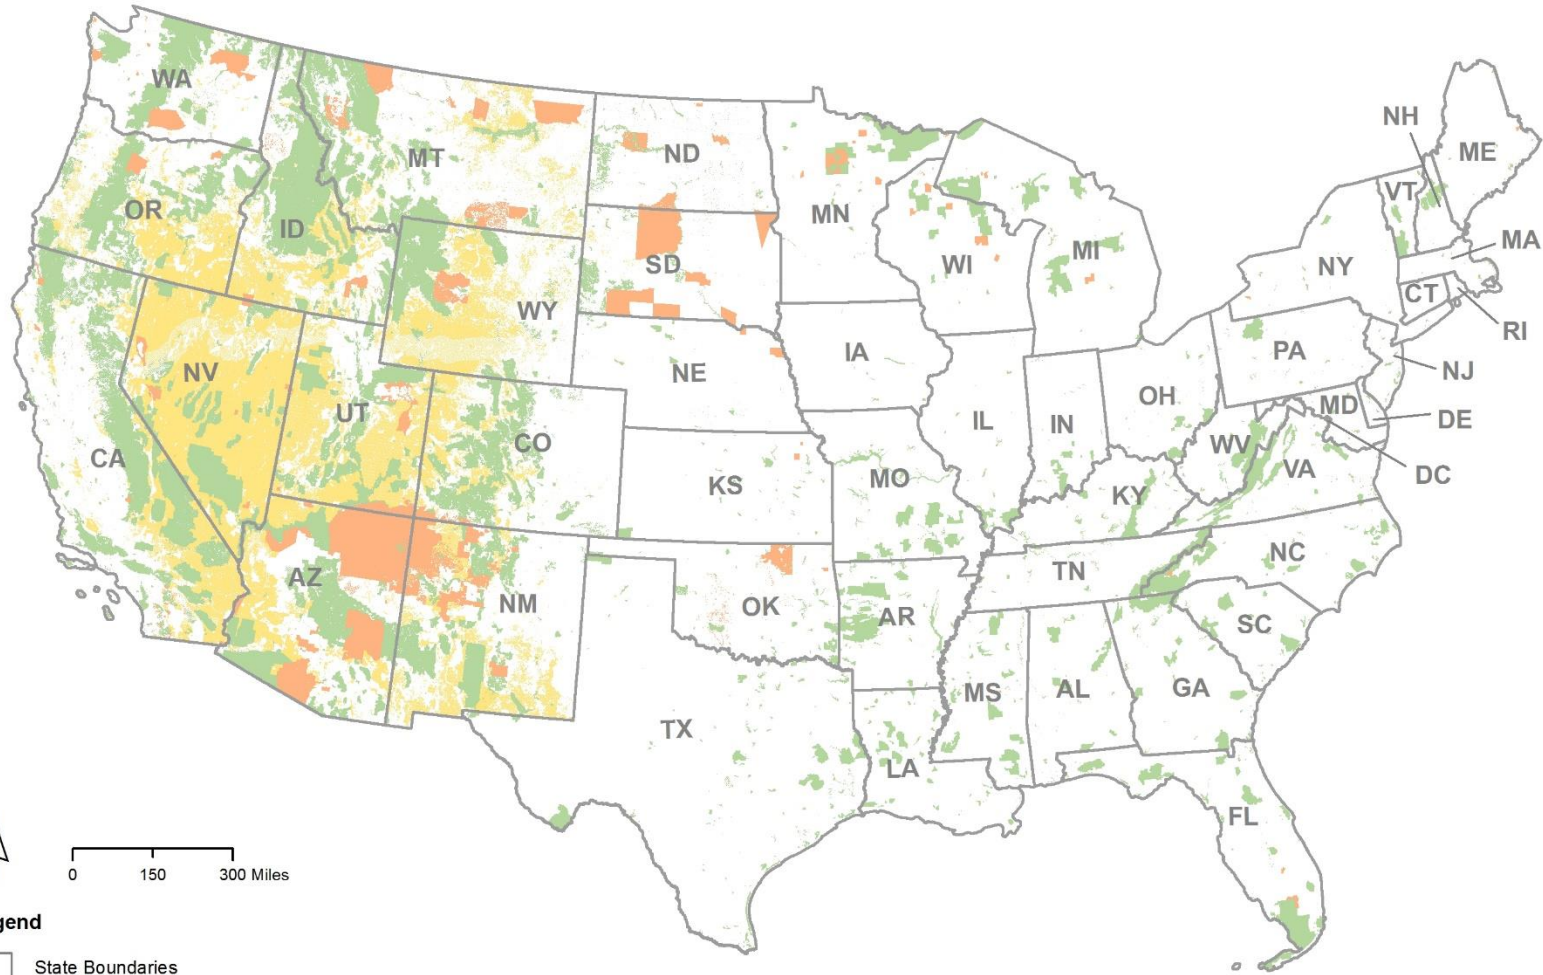 WA
MT
ND
OR
ID
SD
WY
MN
WI
MI
NH
ME
VT
NY
MA
CT
RI
NV
UT
CA
CO
NE
KS
IA
MO
IL
IN
OH
PA
NJ
MD
DE
WV
VA
DC
KY
AZ
NM
OK
TX
AR
TN
NC
SC
MS
AL
GA
LA
FL
0 150 300 Miles
gend
State Boundaries